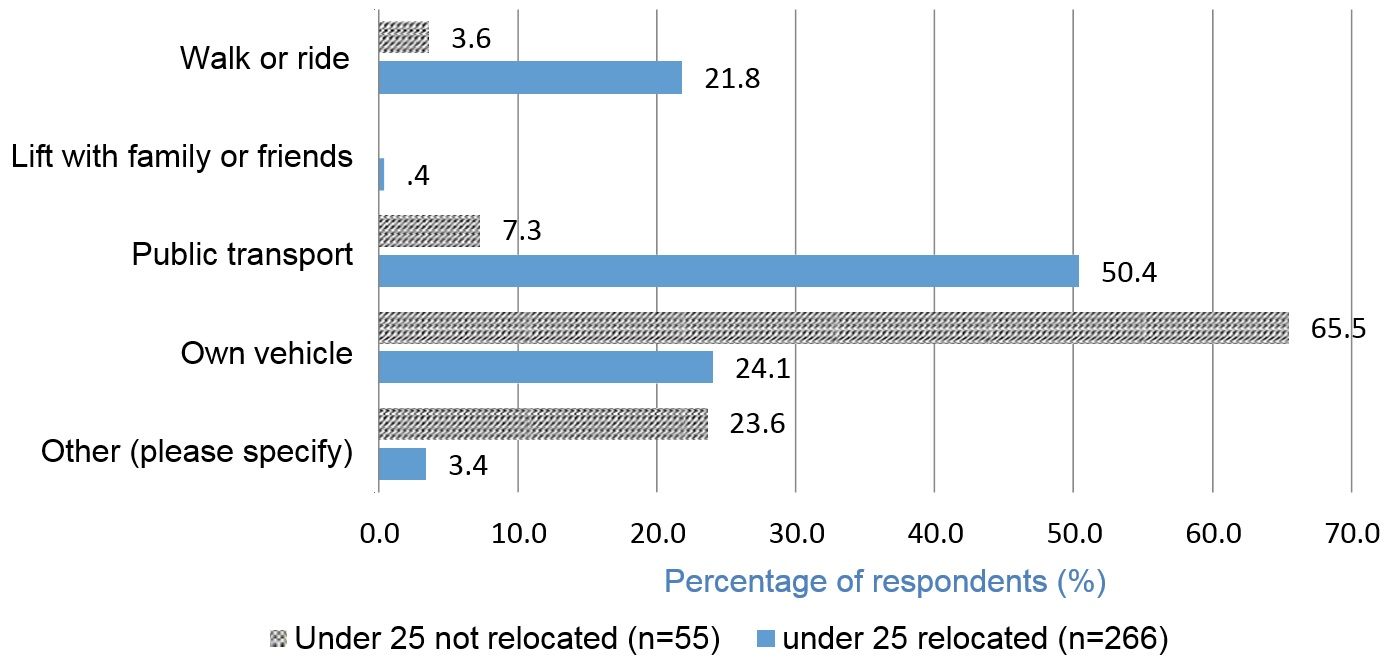 3.6
Walk or ride
21.8
Lift with family or friends
.4
7.3
Public transport
50.4
65.5
Own vehicle
24.1
23.6
Other (please specify)
3.4
0.0 10.0 20.0 30.0 40.0 50.0 60.0 70.0
Percentage of respondents (%)
Under 25 not relocated (n=55) under 25 relocated (n=266)